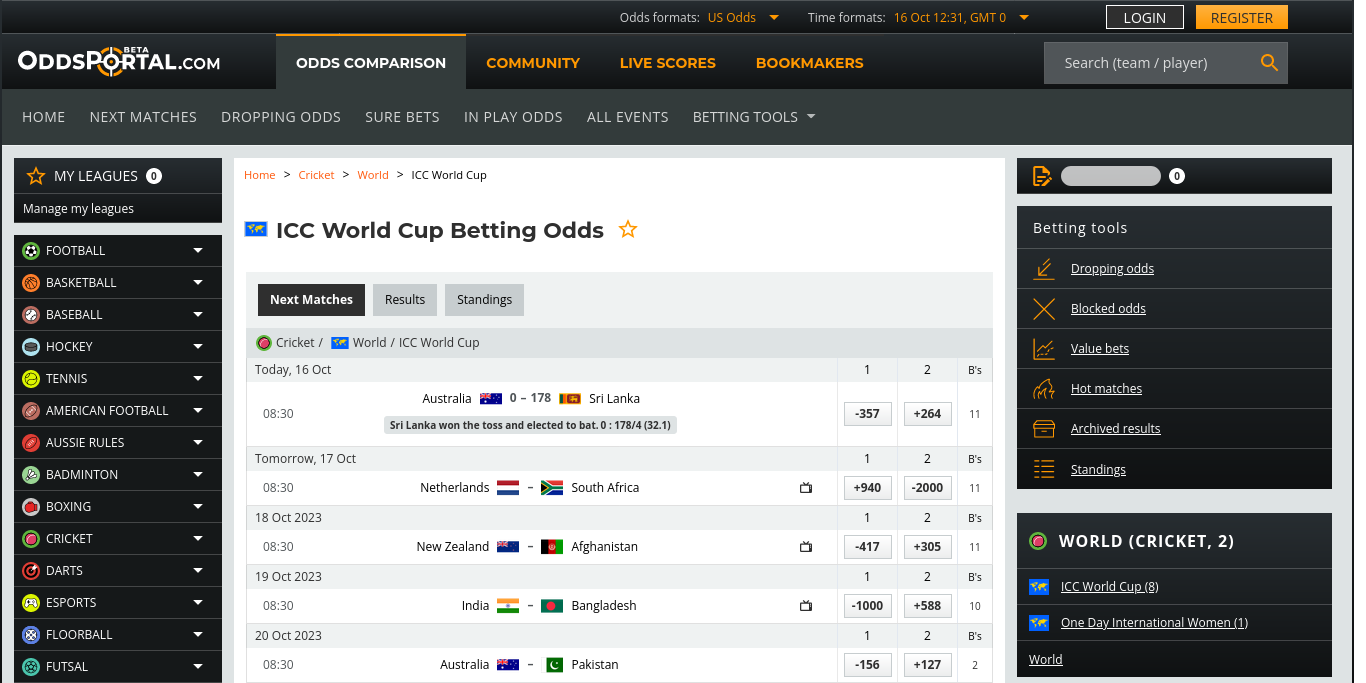 Odds formats: US Odds Time formats: 16 Oct 12:31, GMT 0 LOGIN REGISTER
ODDSPORTAL.COM BETA ODDS COMPARISON COMMUNITY LIVE SCORES BOOKMAKERS Search (team / player)
HOME NEXT MATCHES DROPPING ODDS SURE BETS IN PLAY ODDS ALL EVENTS BETTING TOOLS
MY LEAGUES 0
Manage my leagues
FOOTBALL
BASKETBALL
BASEBALL
HOCKEY
TENNIS
AMERICAN FOOTBALL
AUSSIE RULES
BADMINTON
BOXING
CRICKET
DARTS
ESPORTS
FLOORBALL
FUTSAL
Home > Cricket > World > ICC World Cup
ICC World Cup Betting Odds
Next Matches Results Standings
Cricket / World / ICC World Cup
Today, 16 Oct 1 2 B's
08:30 Australia 0 – 178 Sri Lanka -357 +264 11
Sri Lanka won the toss and elected to bat. 0 : 178/4 (32.1)
Tomorrow, 17 Oct 1 2 B's
08:30 Netherlands – South Africa +940 -2000 11
18 Oct 2023 1 2 B's
08:30 New Zealand – Afghanistan -417 +305 11
19 Oct 2023 1 2 B's
08:30 India – Bangladesh -1000 +588 10
20 Oct 2023 1 2 B's
08:30 Australia – Pakistan -156 +127 2
0
Betting tools
Dropping odds
Blocked odds
Value bets
Hot matches
Archived results
Standings
WORLD (CRICKET, 2)
ICC World Cup (8)
One Day International Women (1)
World